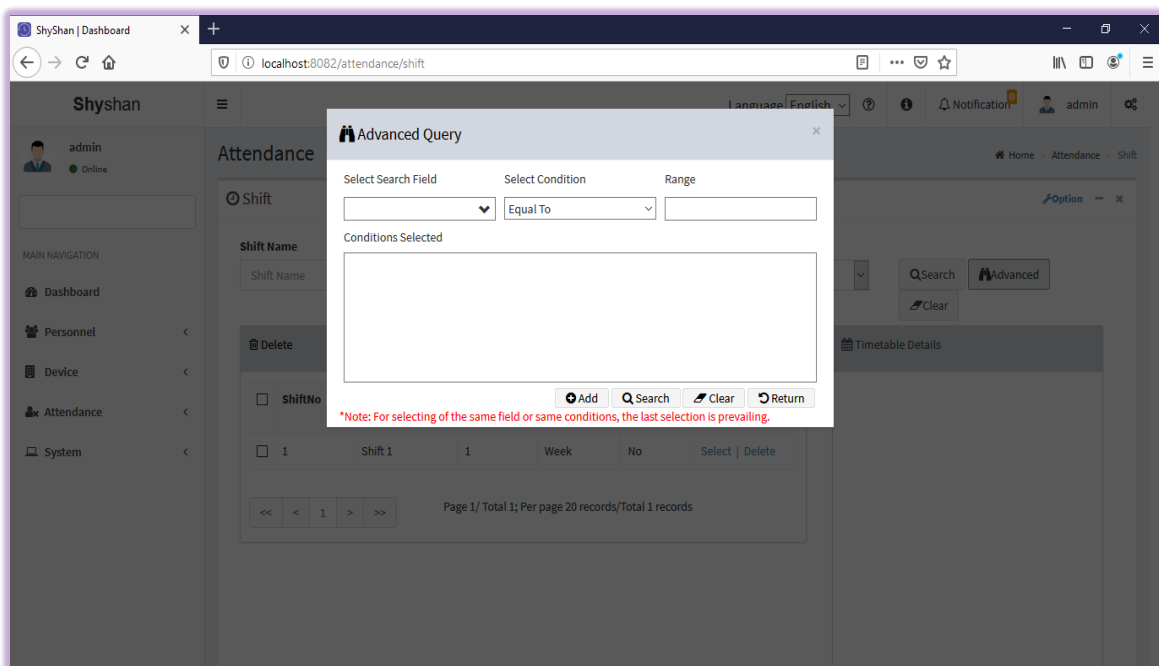 ShyShan | Dashboard
localhost:8082/attendance/shift
Shyshan
Language English
Notification 0
admin
admin
Online
Attendance
Home > Attendance > Shift
Advanced Query
Select Search Field
Select Condition
Range
Equal To
Conditions Selected
Add
Search
Clear
Return
*Note: For selecting of the same field or same conditions, the last selection is prevailing.
Shift
Option
MAIN NAVIGATION
Dashboard
Personnel
Device
Attendance
System
Shift Name
Shift Name
Search
Advanced
Clear
Delete
Timetable Details
ShiftNo
1 Shift 1 1 Week No Select | Delete
<< < 1 > >>
Page 1/ Total 1; Per page 20 records/Total 1 records